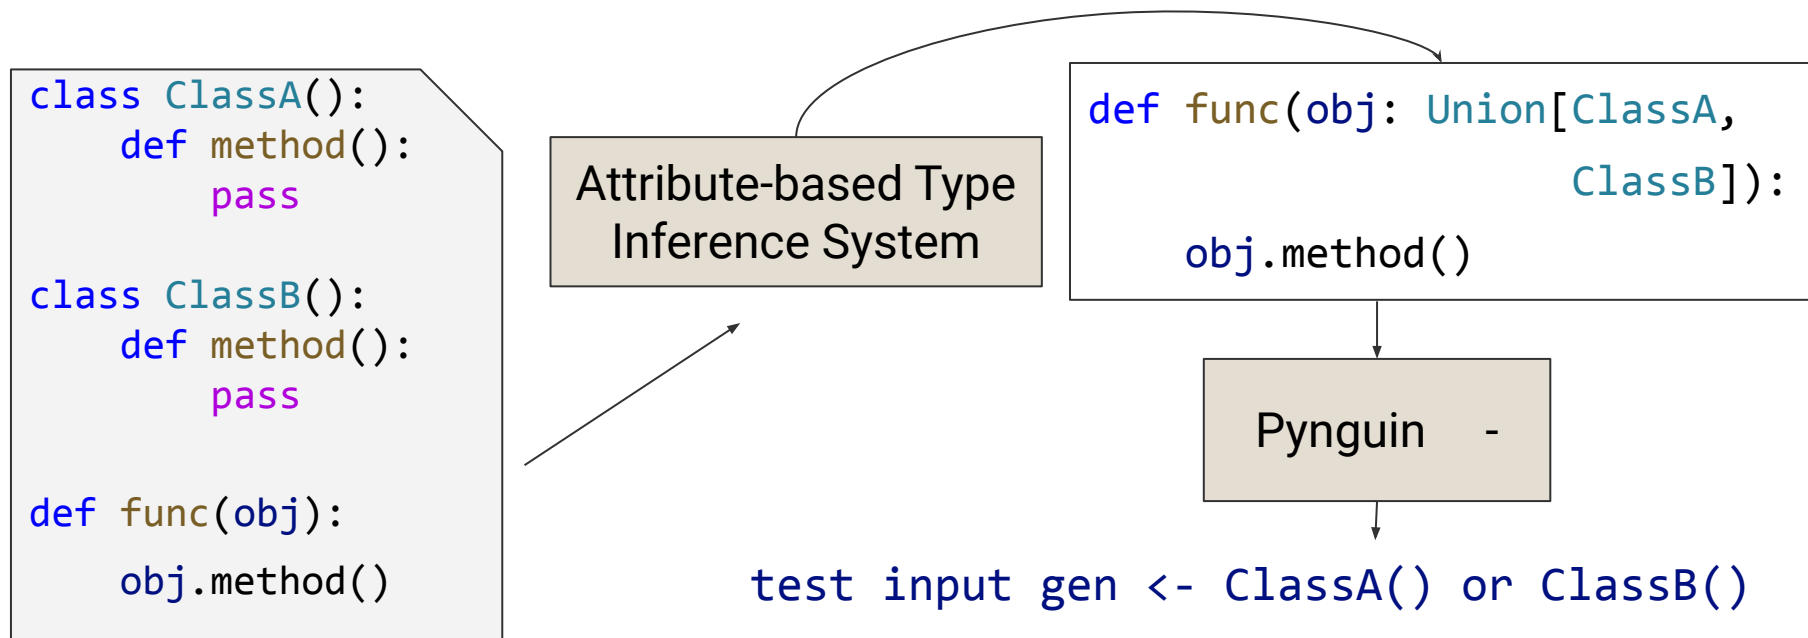 class ClassA():
    def method():
        pass
class ClassB():
    def method():
        pass
def func(obj):
    obj.method()
Attribute-based Type
Inference System
def func(obj: Union[ClassA,
                    ClassB]):
    obj.method()
Pynguin -
test input gen <- ClassA() or ClassB()